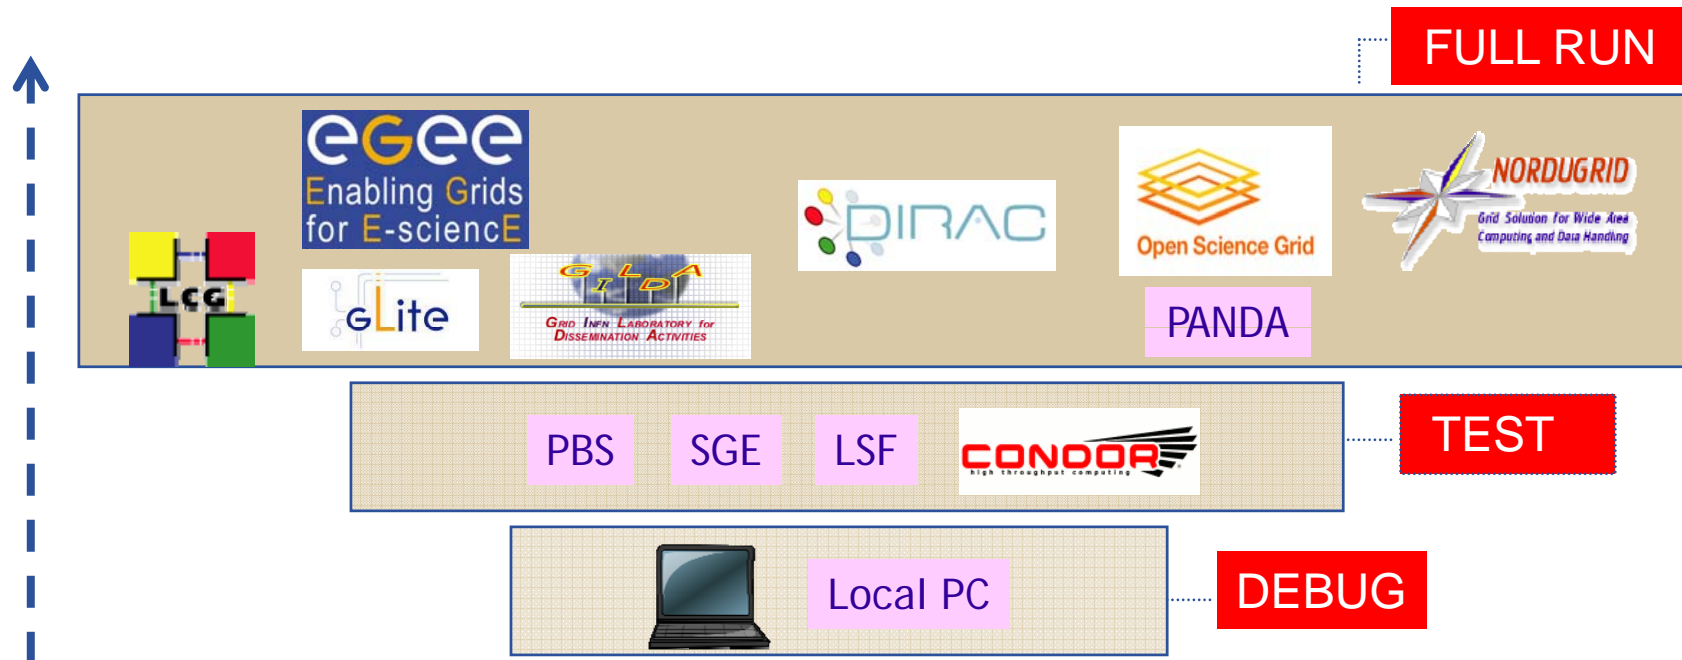 FULL RUN
eGee
Enabling Grids
for E-sciencE
DIRAC
Open Science Grid
NORDUGRID
Grid Solution for Wide Area
Computing and Data Handling
LCG
gLite
GILDA
GRID INFN LABORATORY for
DISSEMINATION ACTIVITIES
PANDA
PBS
SGE
LSF
CONDOR
high throughput computing
TEST
Local PC
DEBUG